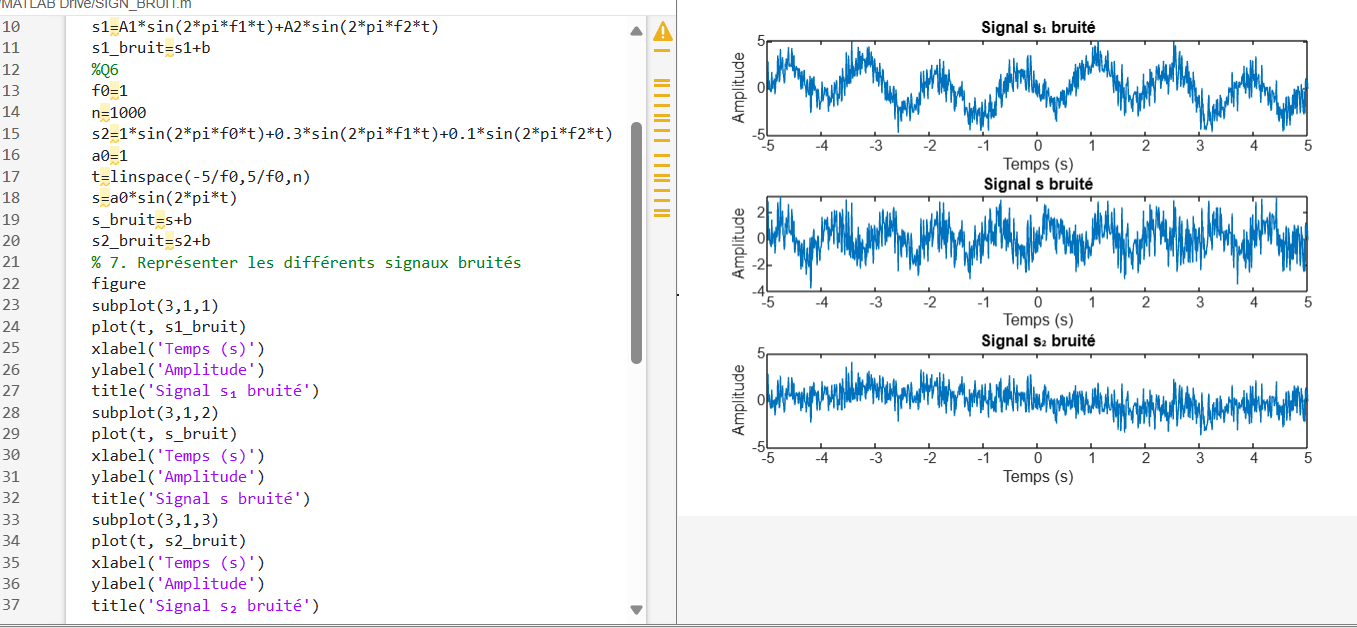 /MATLAB Drive/SIGN_BRUIT.m
10 s1=A1*sin(2*pi*f1*t)+A2*sin(2*pi*f2*t)
11 s1_bruit=s1+b
12 %Q6
13 f0=1
14 n=1000
15 s2=1*sin(2*pi*f0*t)+0.3*sin(2*pi*f1*t)+0.1*sin(2*pi*f2*t)
16 a0=1
17 t=linspace(-5/f0,5/f0,n)
18 s=a0*sin(2*pi*t)
19 s_bruit=s+b
20 s2_bruit=s2+b
21 % 7. Représenter les différents signaux bruités
22 figure
23 subplot(3,1,1)
24 plot(t, s1_bruit)
25 xlabel('Temps (s)')
26 ylabel('Amplitude')
27 title('Signal s₁ bruité')
28 subplot(3,1,2)
29 plot(t, s_bruit)
30 xlabel('Temps (s)')
31 ylabel('Amplitude')
32 title('Signal s bruité')
33 subplot(3,1,3)
34 plot(t, s2_bruit)
35 xlabel('Temps (s)')
36 ylabel('Amplitude')
37 title('Signal s₂ bruité')
Signal s₁ bruité
Amplitude
5
0
-5
-5 -4 -3 -2 -1 0 1 2 3 4 5
Temps (s)
Signal s bruité
Amplitude
2
0
-2
-4
-5 -4 -3 -2 -1 0 1 2 3 4 5
Temps (s)
Signal s₂ bruité
Amplitude
5
0
-5
-5 -4 -3 -2 -1 0 1 2 3 4 5
Temps (s)